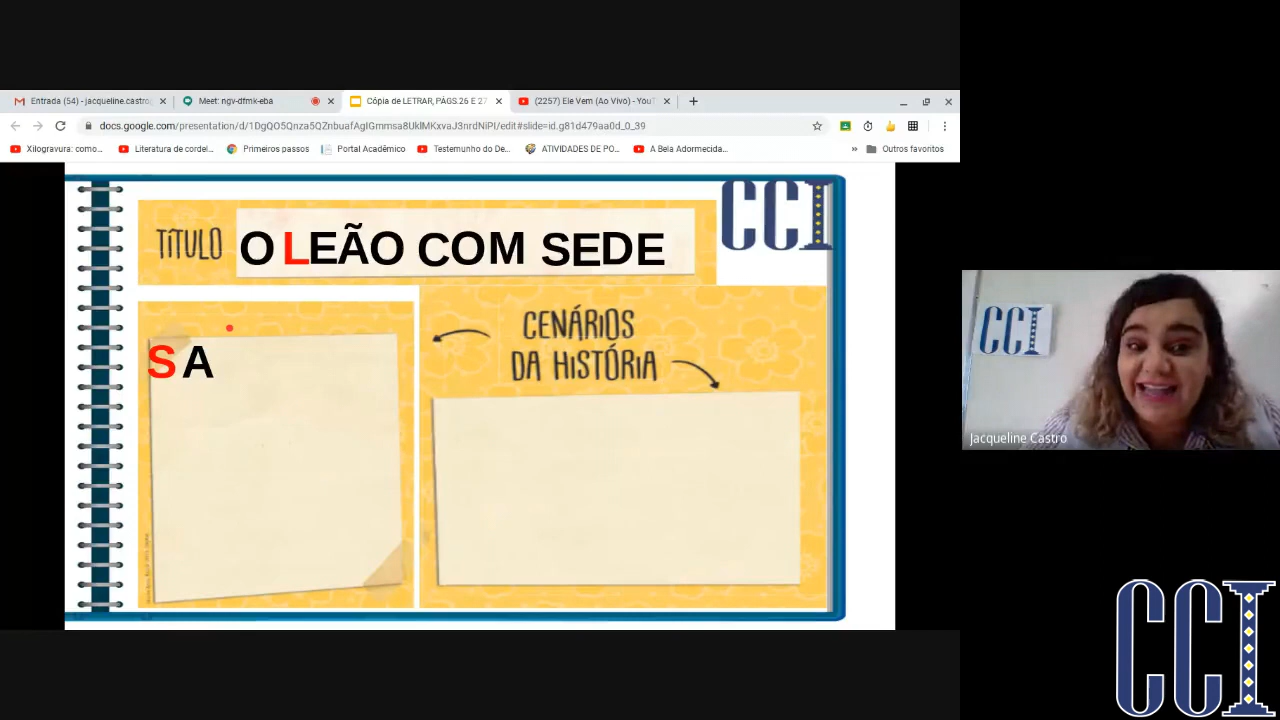 Entrada (54) - jacqueline.castro
Meet: ngv-dfmk-eba
Cópia de LETRAR, PÁGS.26 E 27
(2257) Ele Vem (Ao Vivo) - YouT
docs.google.com/presentation/d/1DgQO5Qnza5QZnbuafAgIGmmsa8UklMKxvaJ3nrdNiPI/edit#slide=id.g81d479aa0d_0_39
Xilogravura: como...
Literatura de cordel...
Primeiros passos
Portal Acadêmico
Testemunho do De...
ATIVIDADES DE PO...
A Bela Adormecida...
»
Outros favoritos
CCI
TÍTULO O LEÃO COM SEDE
CENÁRIOS
DA HISTÓRIA
SA
CCI
Jacqueline Castro
CCI